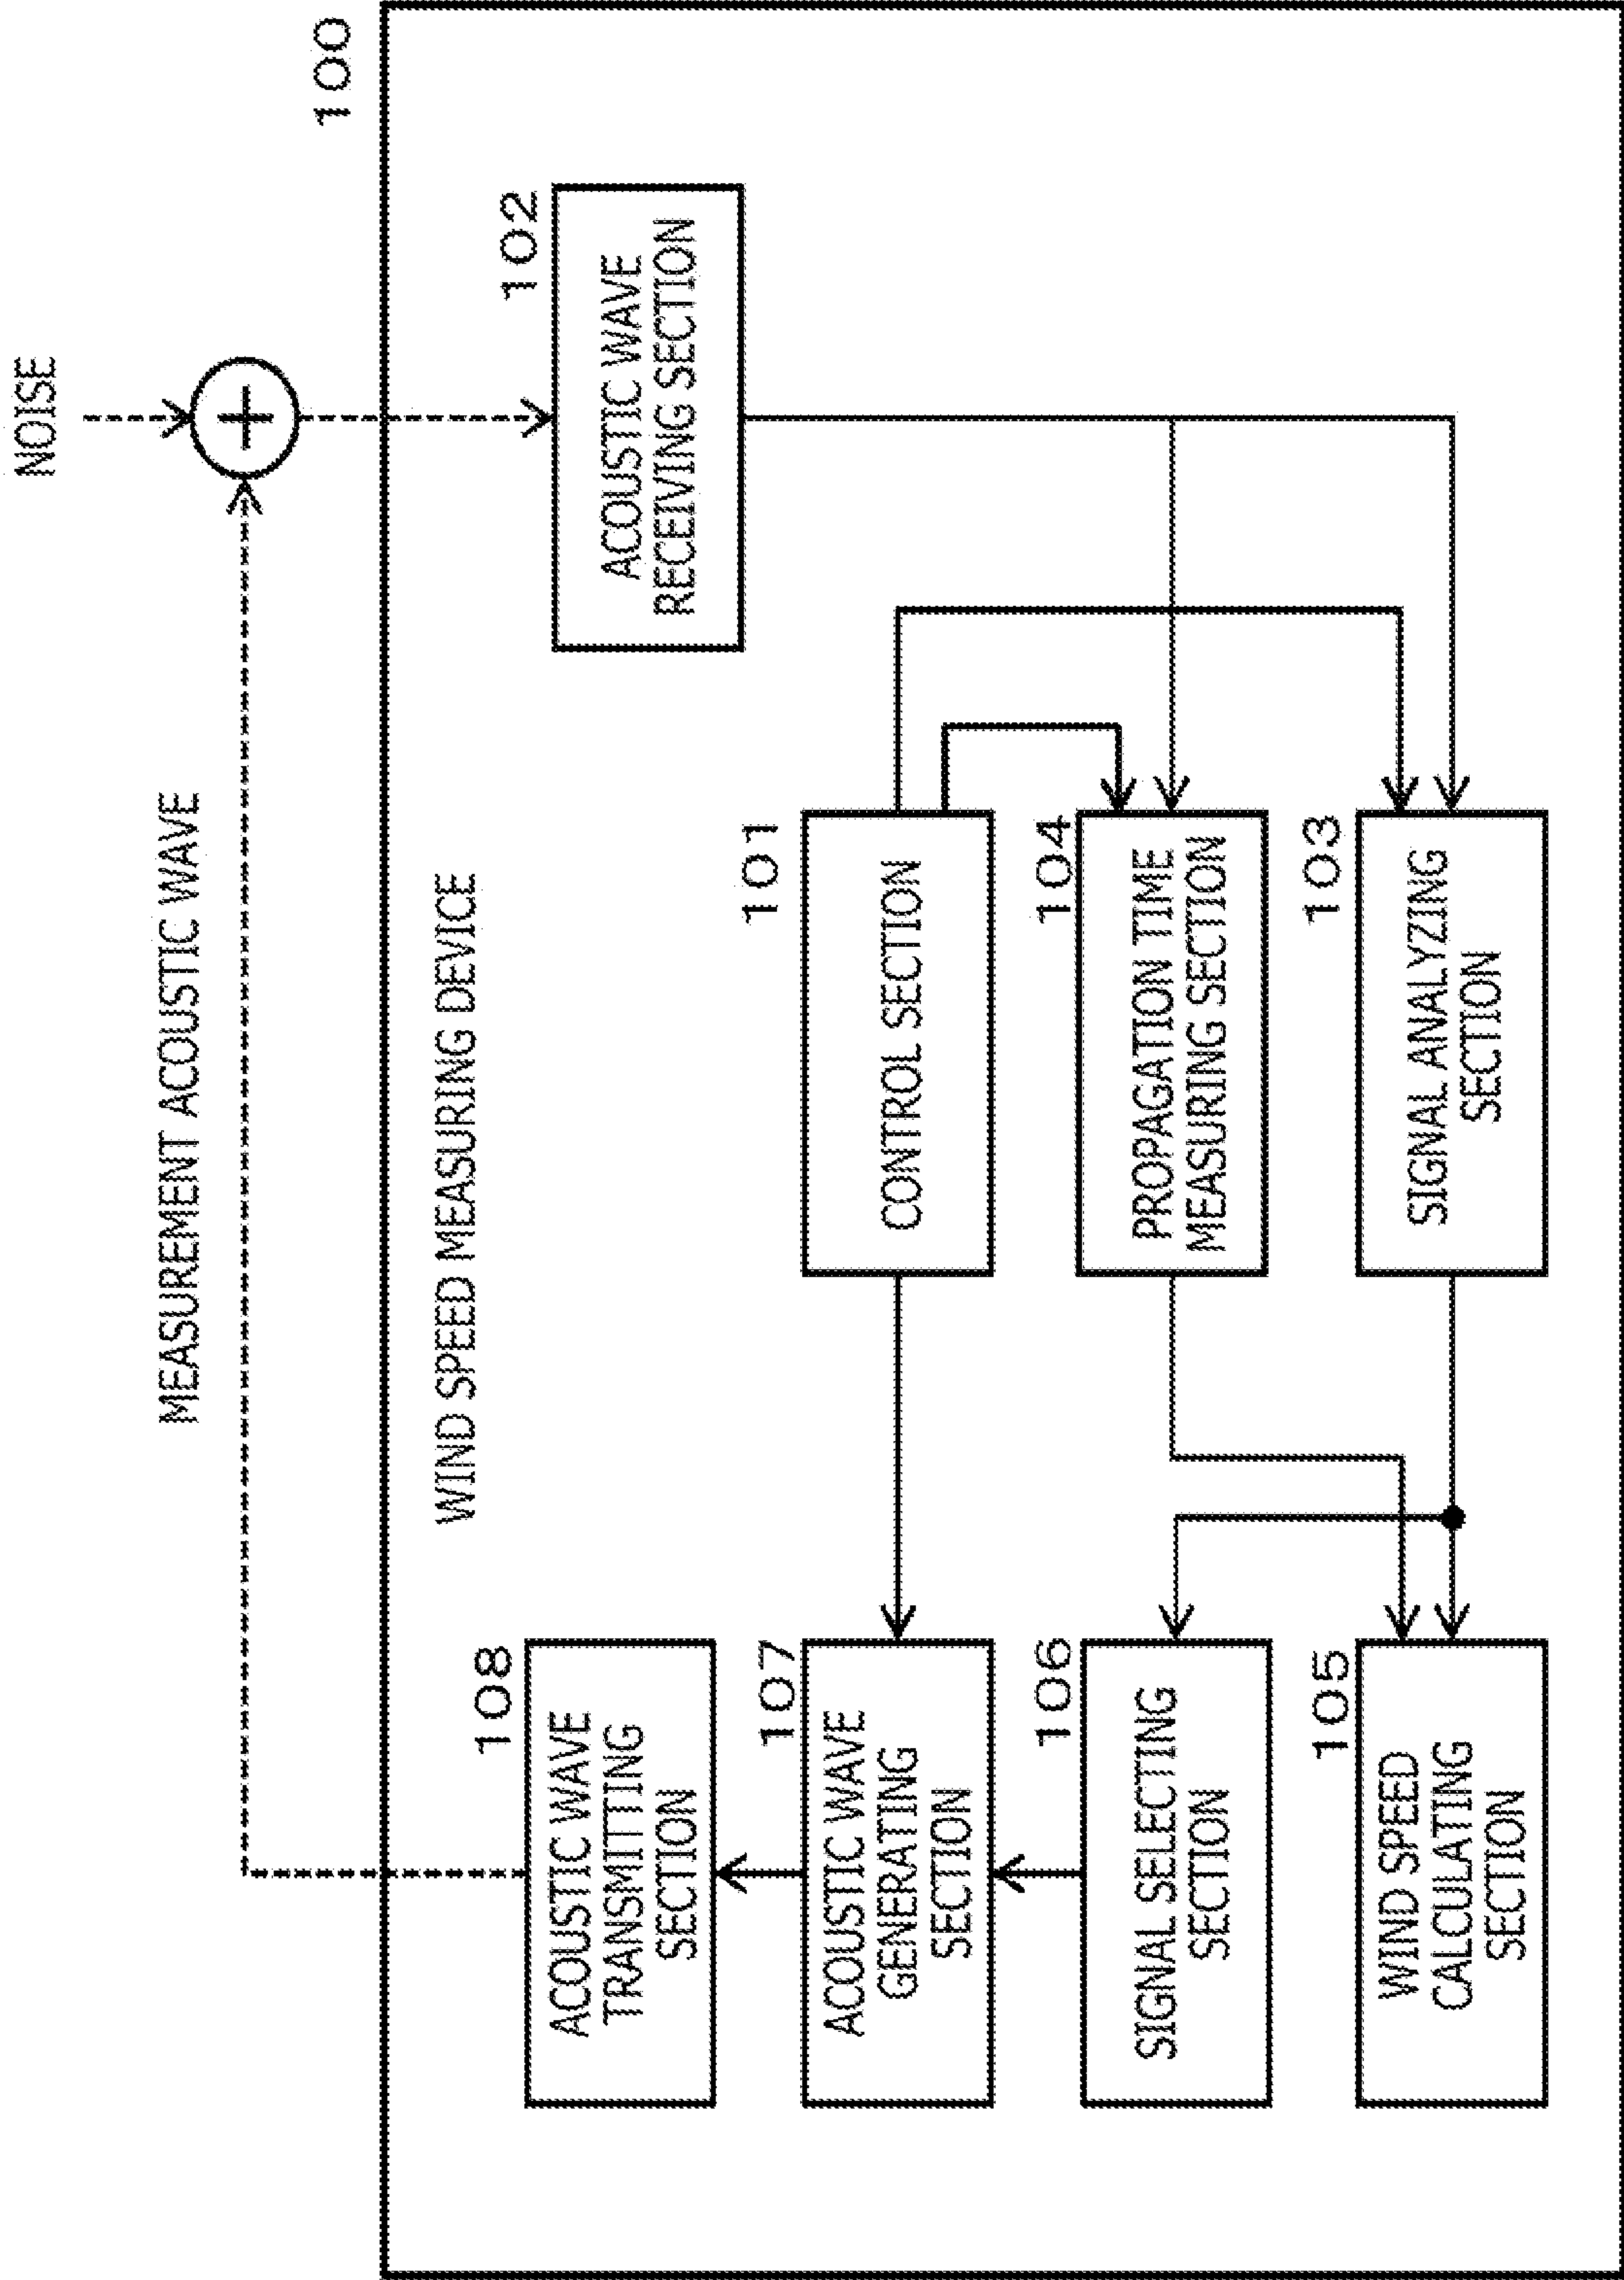 NOISE
MEASUREMENT ACOUSTIC WAVE
100
WIND SPEED MEASURING DEVICE
108
ACOUSTIC WAVE
TRANSMITTING
SECTION
102
ACOUSTIC WAVE
RECEIVING SECTION
107
ACOUSTIC WAVE
GENERATING
SECTION
101
CONTROL SECTION
106
SIGNAL SELECTING
SECTION
104
PROPAGATION TIME
MEASURING SECTION
105
WIND SPEED
CALCULATING
SECTION
103
SIGNAL ANALYZING
SECTION